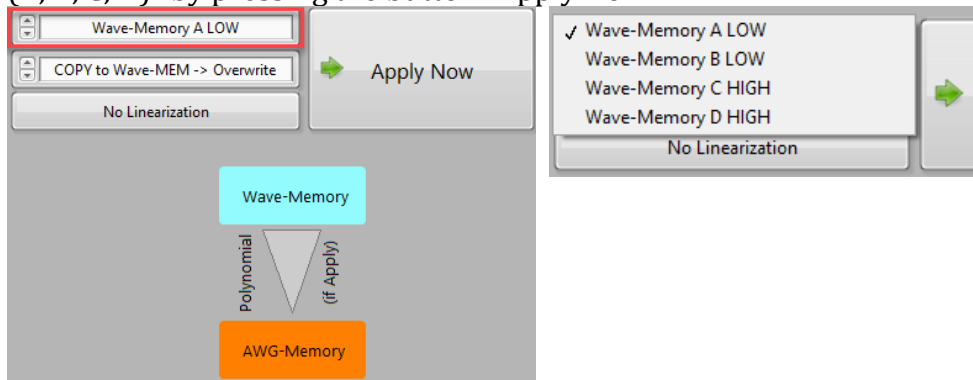 Wave-Memory A LOW
COPY to Wave-MEM -> Overwrite
No Linearization
Apply Now
Wave-Memory
Polynomial
(if Apply)
AWG-Memory
✓ Wave-Memory A LOW
Wave-Memory B LOW
Wave-Memory C HIGH
Wave-Memory D HIGH
No Linearization